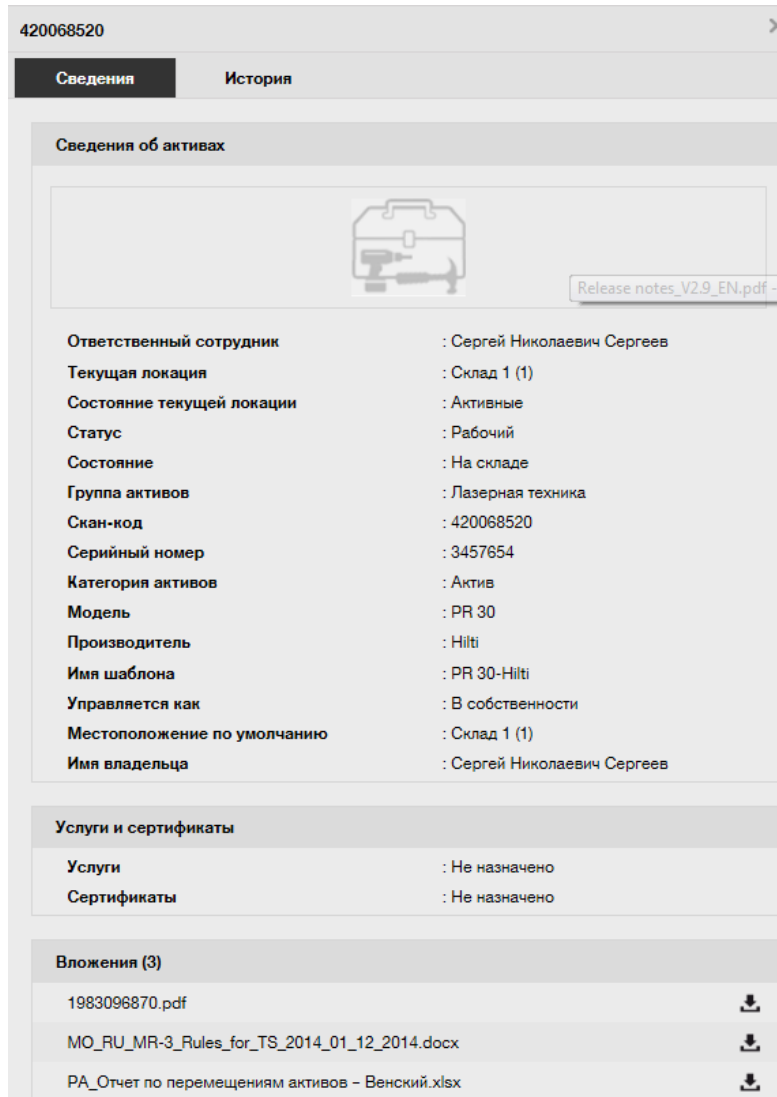 420068520
Сведения История
Сведения об активах
Release notes_V2.9_EN.pdf -
Ответственный сотрудник : Сергей Николаевич Сергеев
Текущая локация : Склад 1 (1)
Состояние текущей локации : Активные
Статус : Рабочий
Состояние : На складе
Группа активов : Лазерная техника
Скан-код : 420068520
Серийный номер : 3457654
Категория активов : Актив
Модель : PR 30
Производитель : Hilti
Имя шаблона : PR 30-Hilti
Управляется как : В собственности
Местоположение по умолчанию : Склад 1 (1)
Имя владельца : Сергей Николаевич Сергеев
Услуги и сертификаты
Услуги : Не назначено
Сертификаты : Не назначено
Вложения (3)
1983096870.pdf
MO_RU_MR-3_Rules_for_TS_2014_01_12_2014.docx
PA_Отчет по перемещениям активов – Венский.xlsx